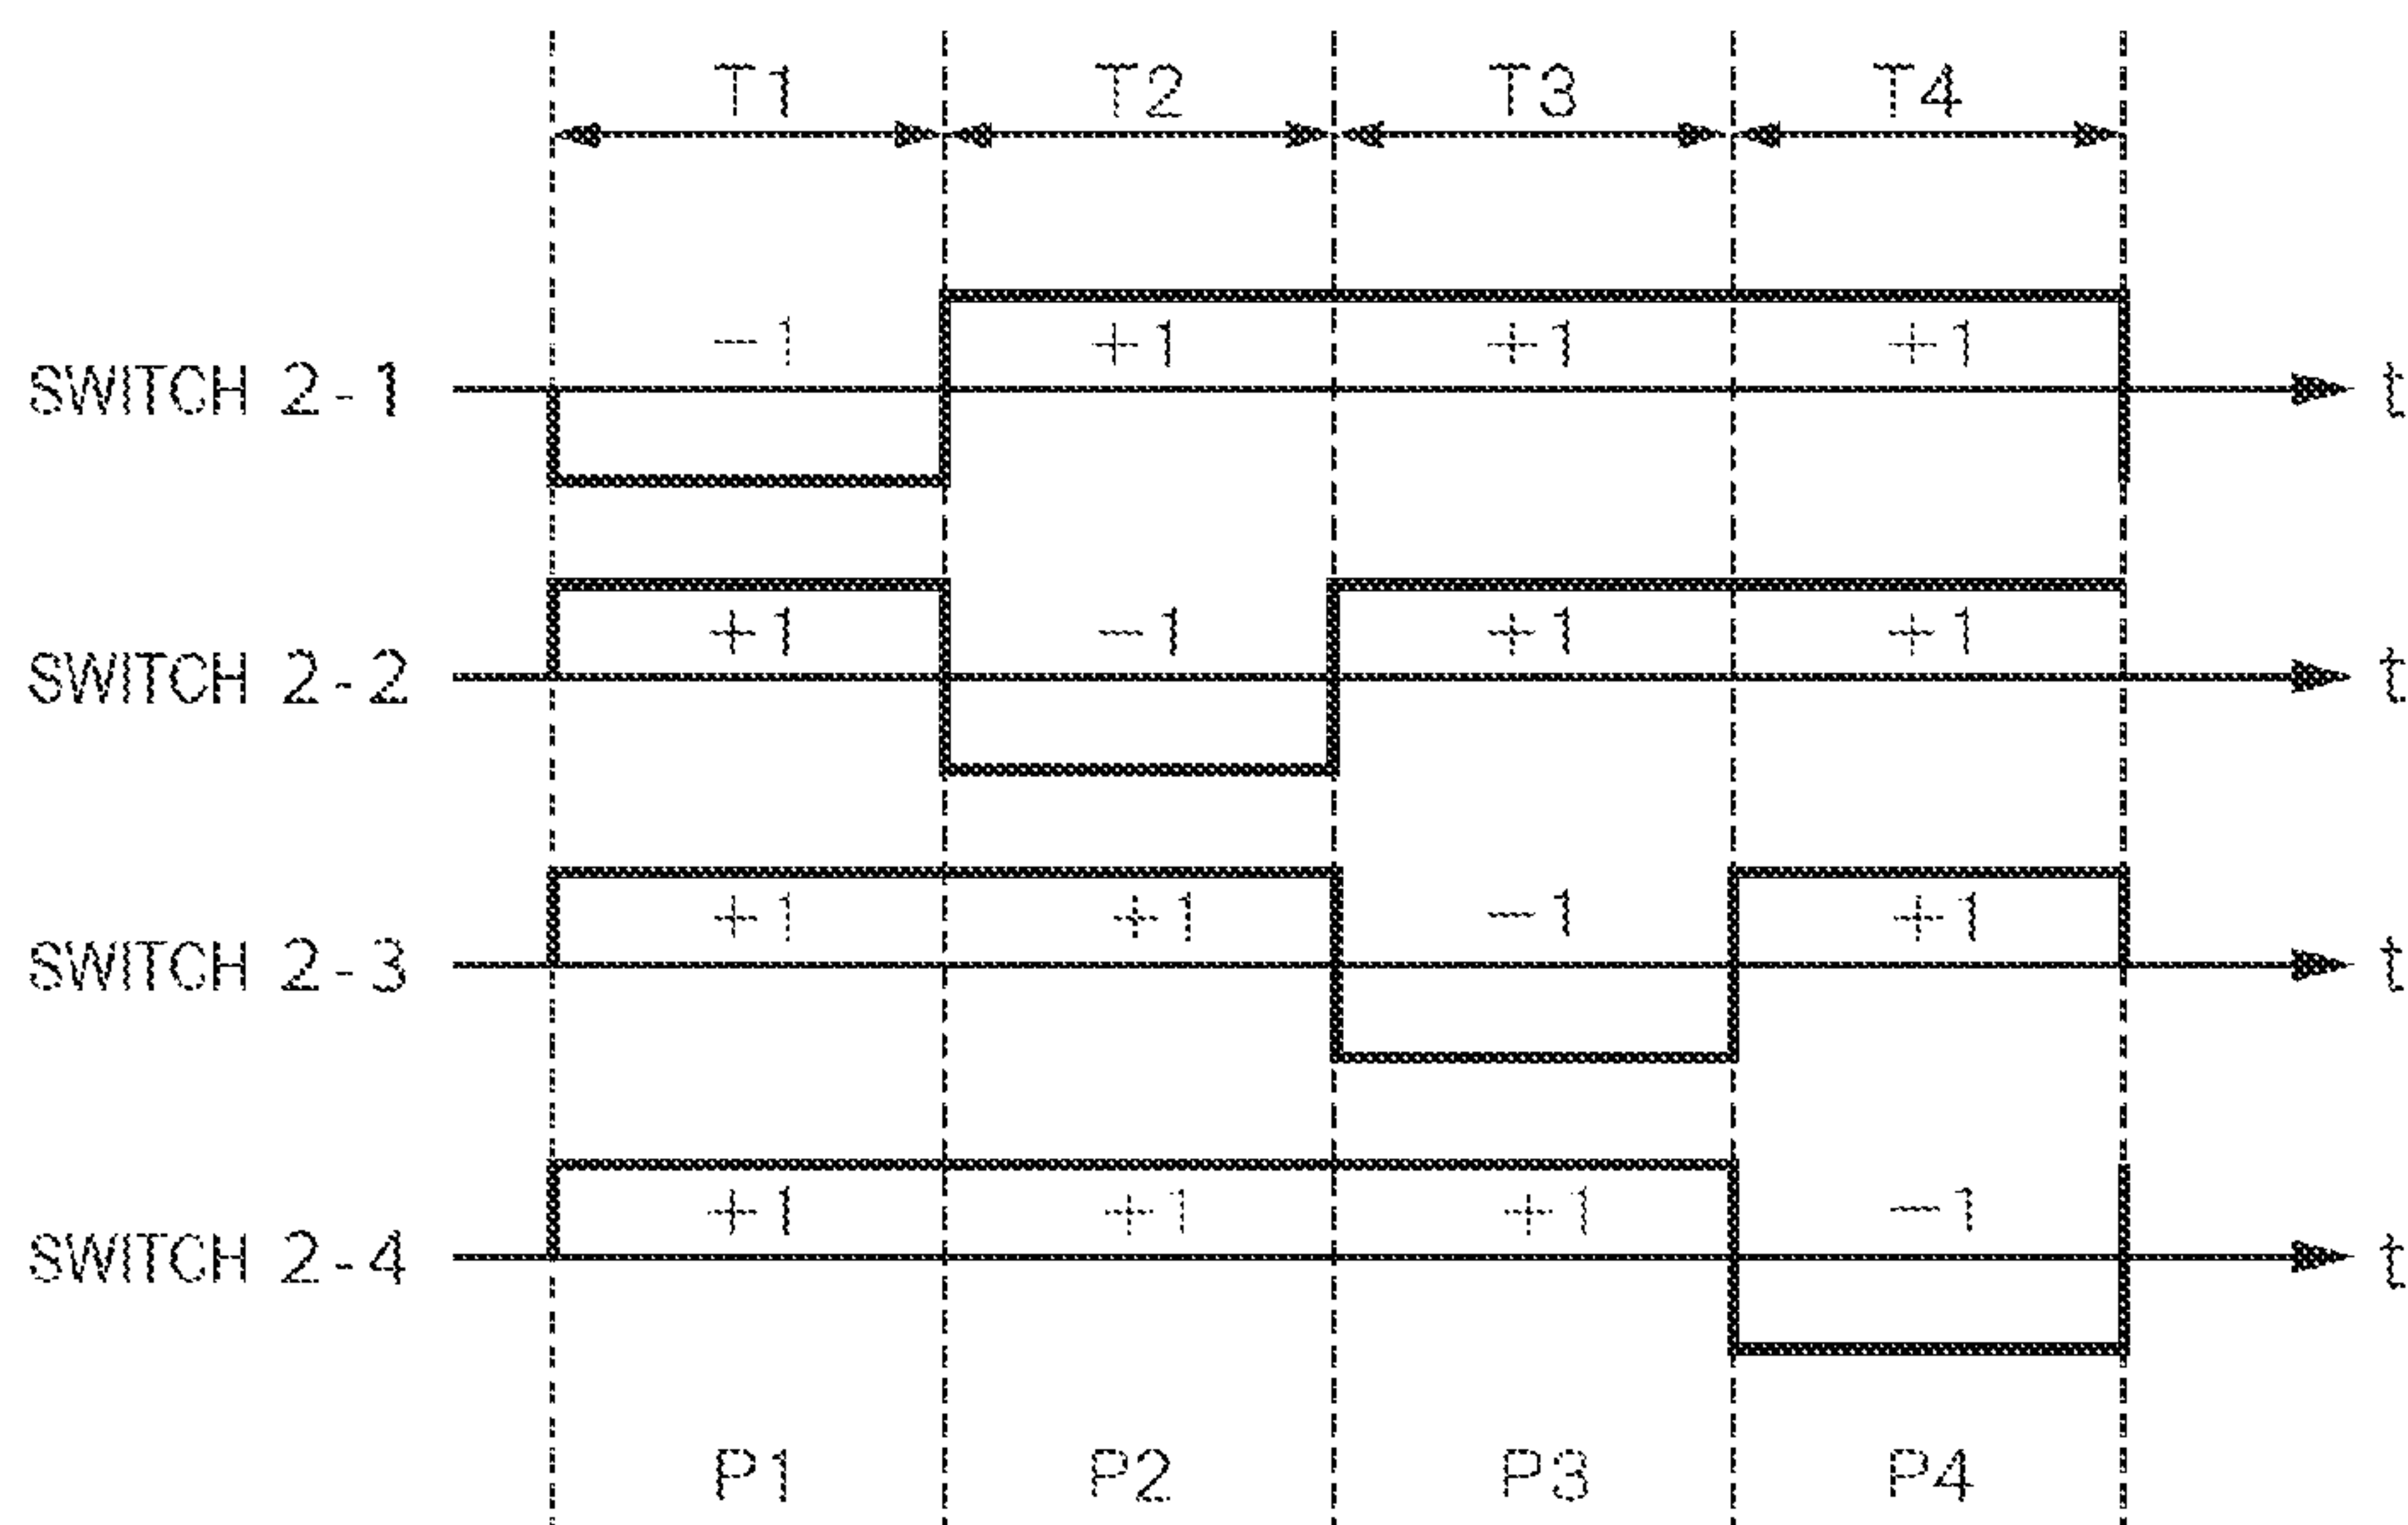 T1 T2 T3 T4
-1 +1 +1 +1
SWITCH 2-1 t
+1 -1 +1 +1
SWITCH 2-2 t
+1 +1 -1 +1
SWITCH 2-3 t
+1 +1 +1 -1
SWITCH 2-4 t
P1 P2 P3 P4